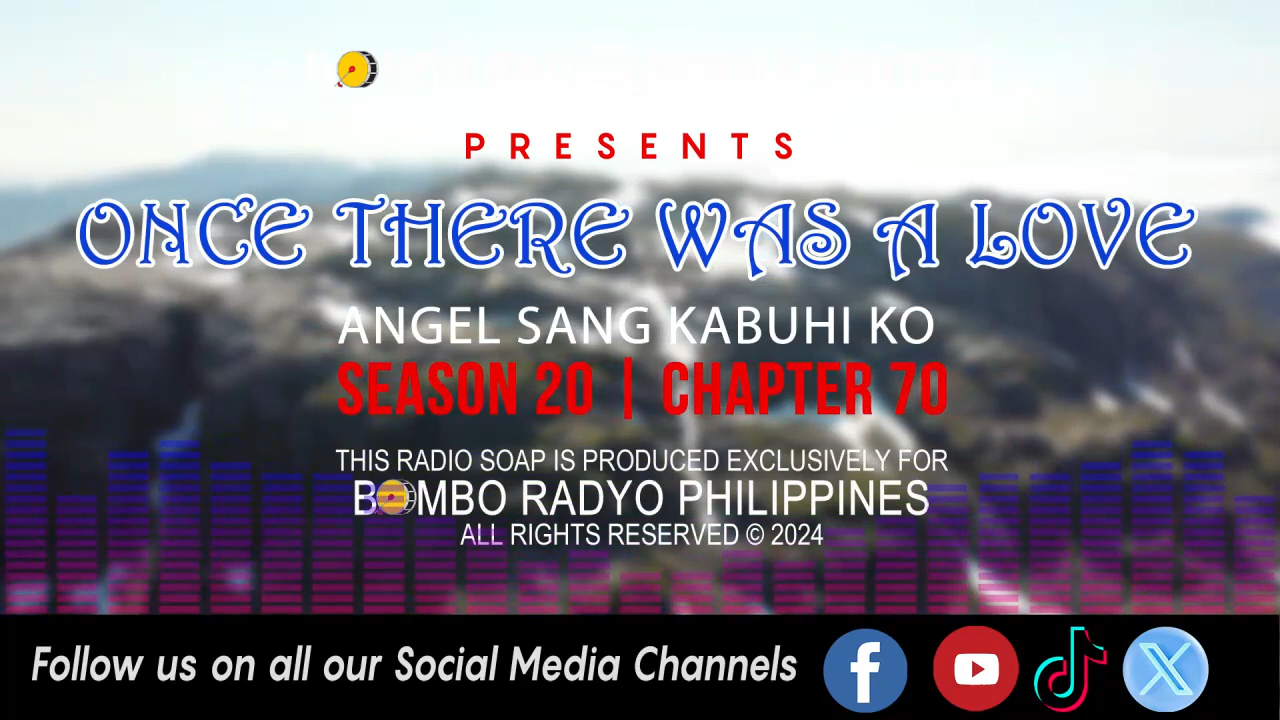 PRESENTS
ONCE THERE WAS A LOVE
ANGEL SANG KABUHI KO
SEASON 20 | CHAPTER 70
THIS RADIO SOAP IS PRODUCED EXCLUSIVELY FOR
BOMBO RADYO PHILIPPINES
ALL RIGHTS RESERVED © 2024
Follow us on all our Social Media Channels